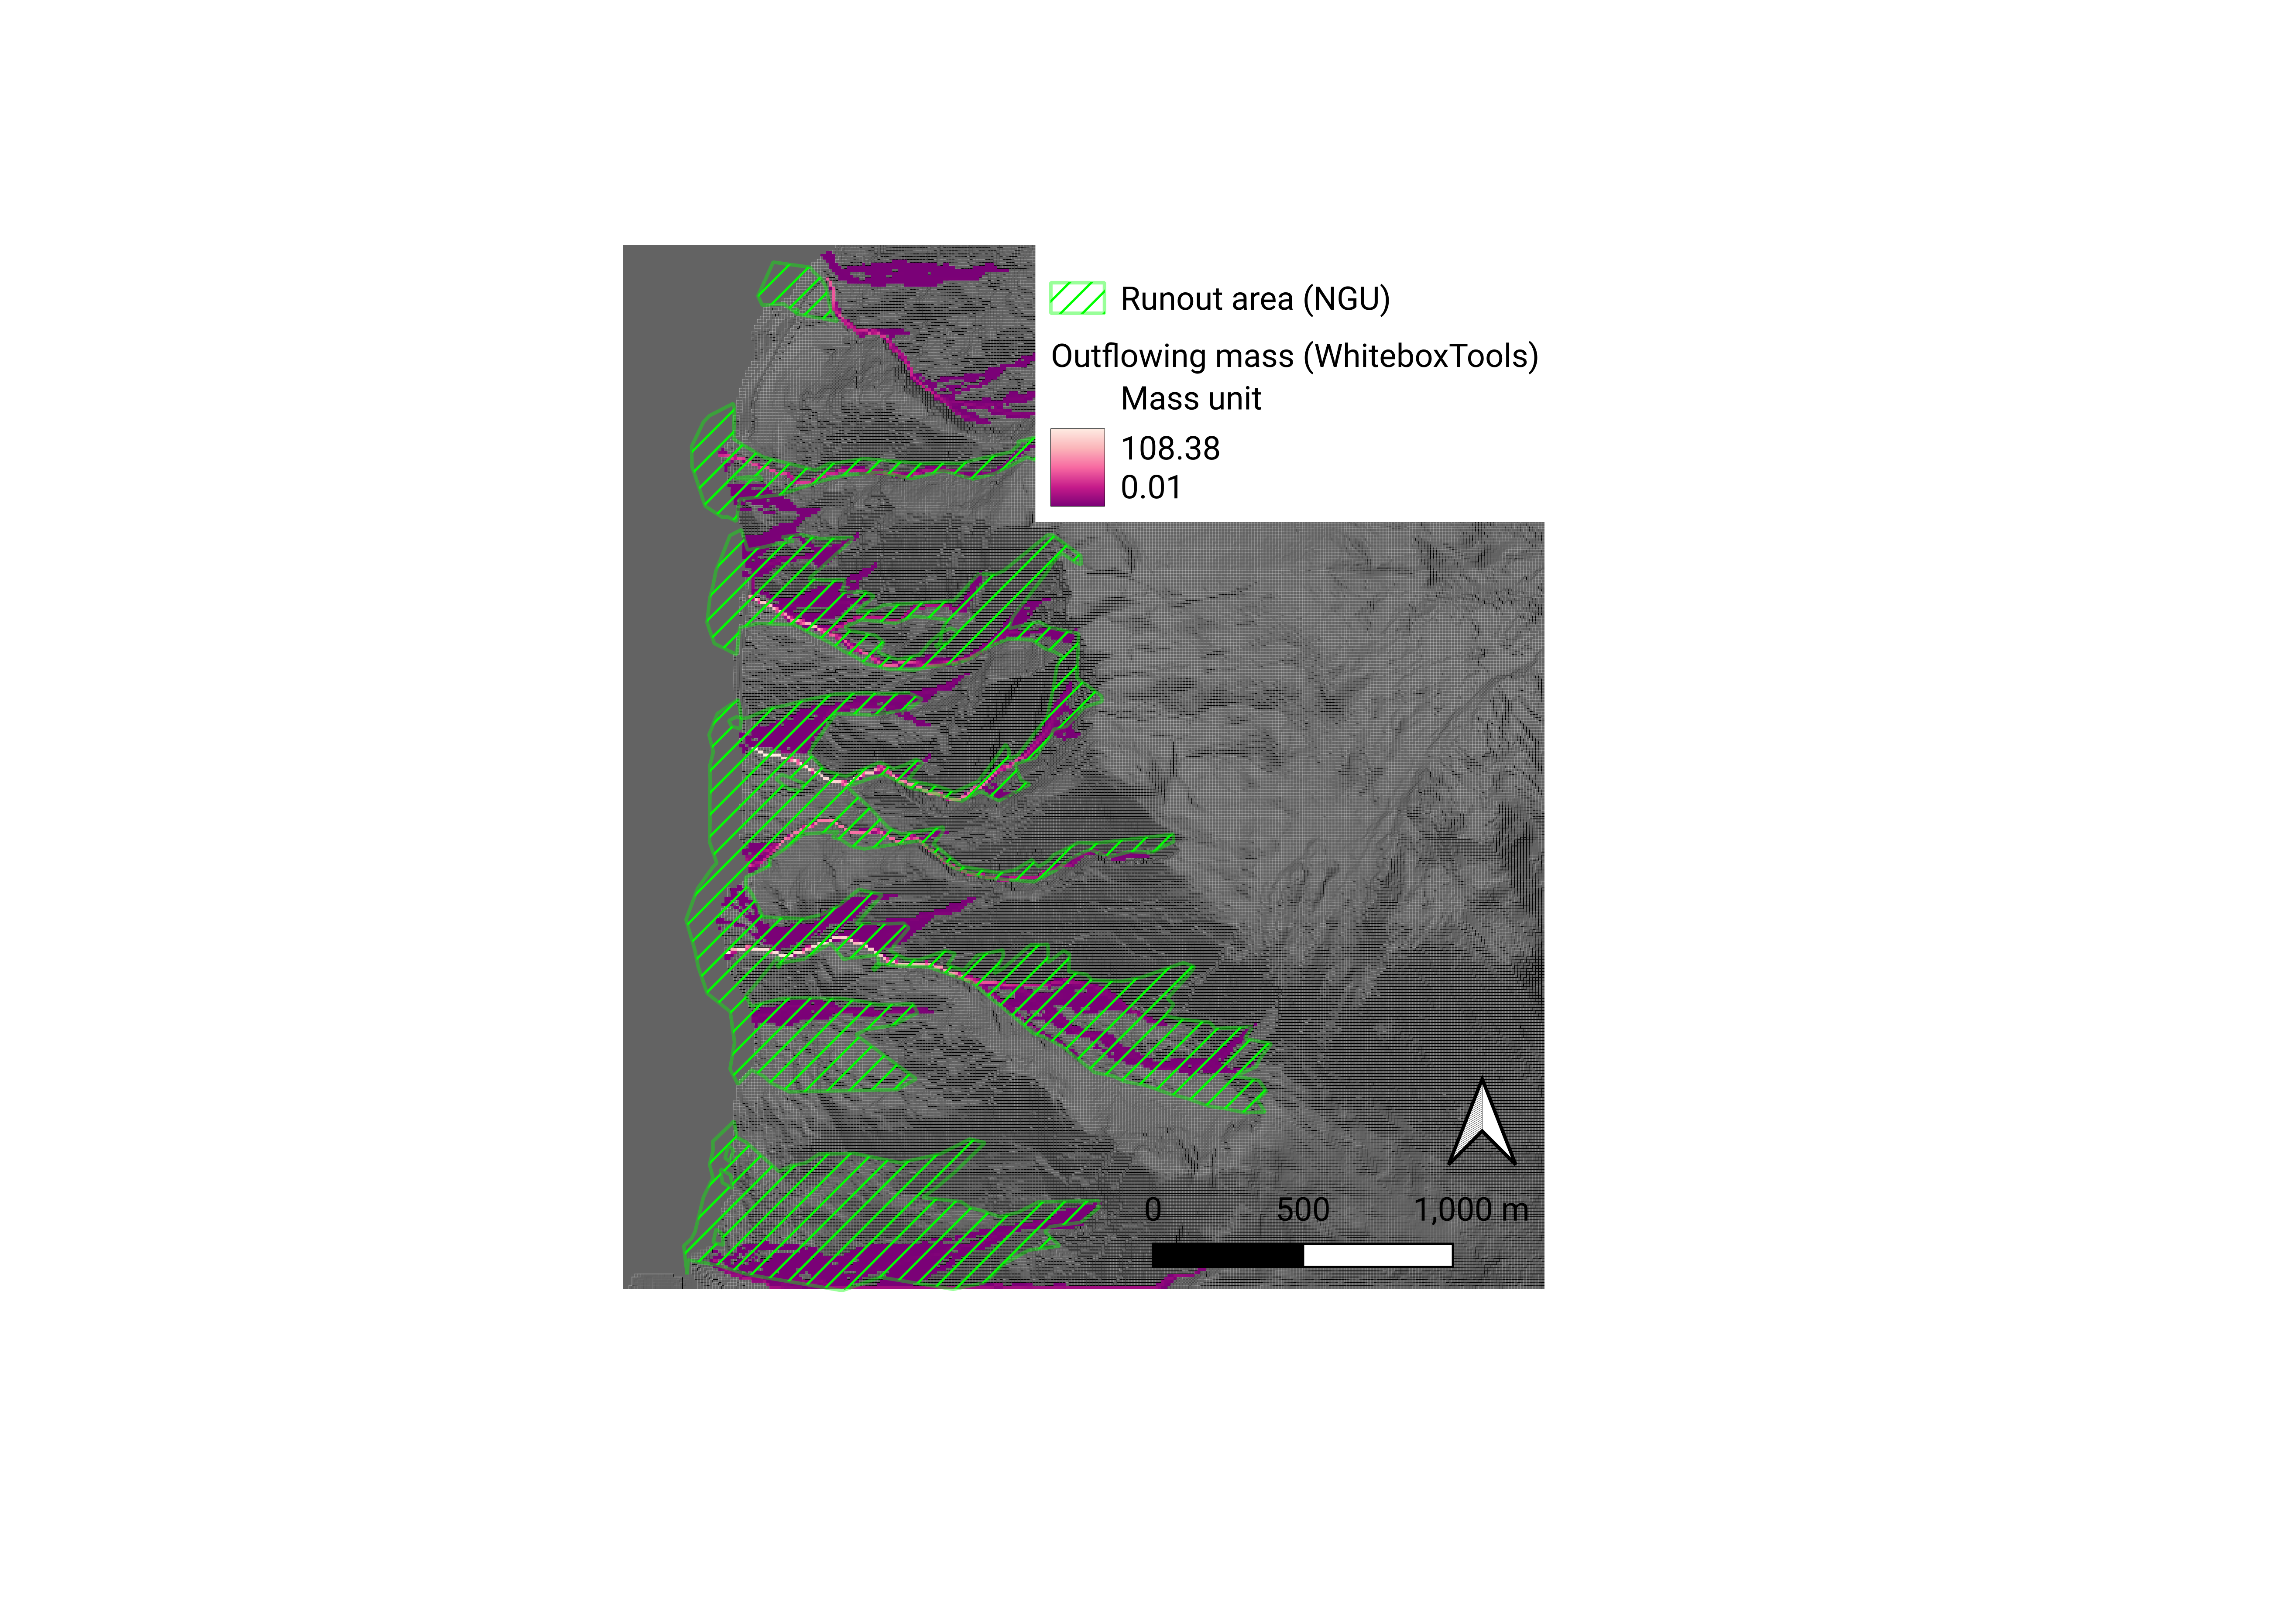 Runout area (NGU)
Outflowing mass (WhiteboxTools)
Mass unit
108.38
0.01
0 500 1,000 m